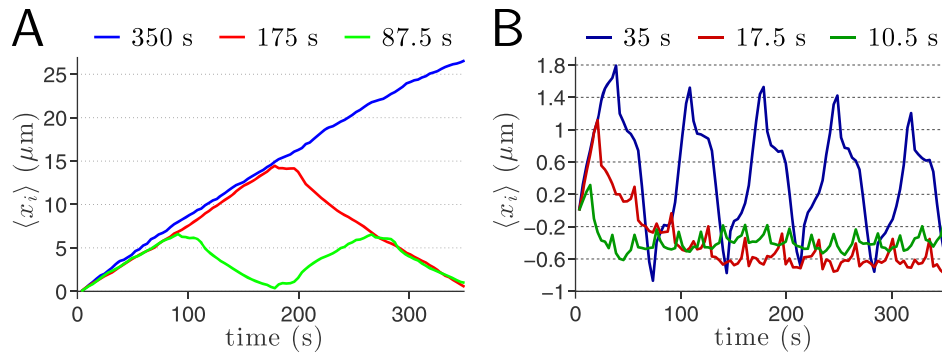 A
350 s 175 s 87.5 s
25
20
15
10
5
0
⟨x_i⟩ (μm)
0 100 200 300
time (s)
B
35 s 17.5 s 10.5 s
1.8
1.4
1
0.6
0.2
−0.2
−0.6
−1
⟨x_i⟩ (μm)
0 100 200 300
time (s)